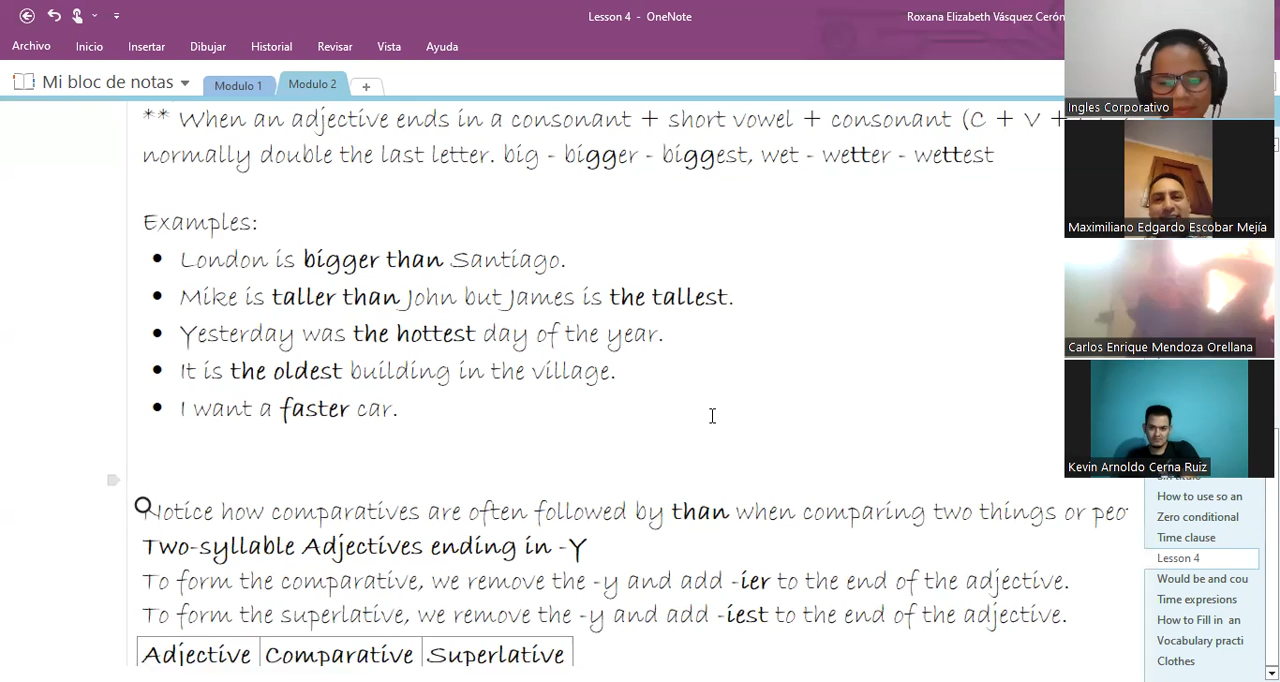 Lesson 4 - OneNote
Roxana Elizabeth Vásquez Cerón
Archivo Inicio Insertar Dibujar Historial Revisar Vista Ayuda
Mi bloc de notas Modulo 1 Modulo 2 +
** When an adjective ends in a consonant + short vowel + consonant (C + V +
normally double the last letter. big - bigger - biggest, wet - wetter - wettest
Examples:
• London is bigger than Santiago.
• Mike is taller than John but James is the tallest.
• Yesterday was the hottest day of the year.
• It is the oldest building in the village.
• I want a faster car.
Notice how comparatives are often followed by than when comparing two things or peo
Two-syllable Adjectives ending in -Y
To form the comparative, we remove the -y and add -ier to the end of the adjective.
To form the superlative, we remove the -y and add -iest to the end of the adjective.
Adjective Comparative Superlative
Ingles Corporativo
Maximiliano Edgardo Escobar Mejía
Carlos Enrique Mendoza Orellana
Kevin Arnoldo Cerna Ruiz
How to use so an
Zero conditional
Time clause
Lesson 4
Would be and cou
Time expresions
How to Fill in an
Vocabulary practi
Clothes